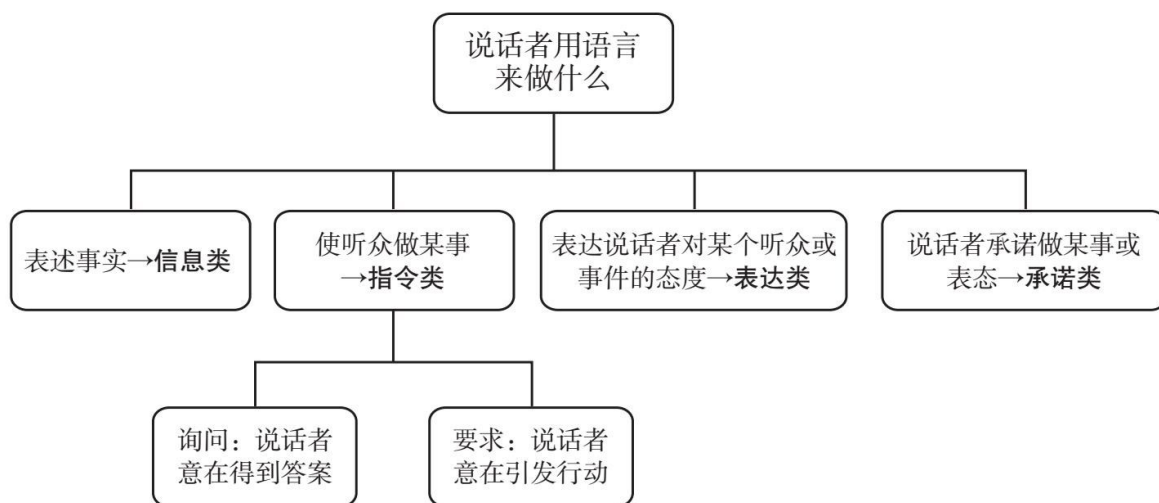 说话者用语言
来做什么
表述事实→信息类
使听众做某事
→指令类
表达说话者对某个听众或
事件的态度→表达类
说话者承诺做某事或
表态→承诺类
询问：说话者
意在得到答案
要求：说话者
意在引发行动